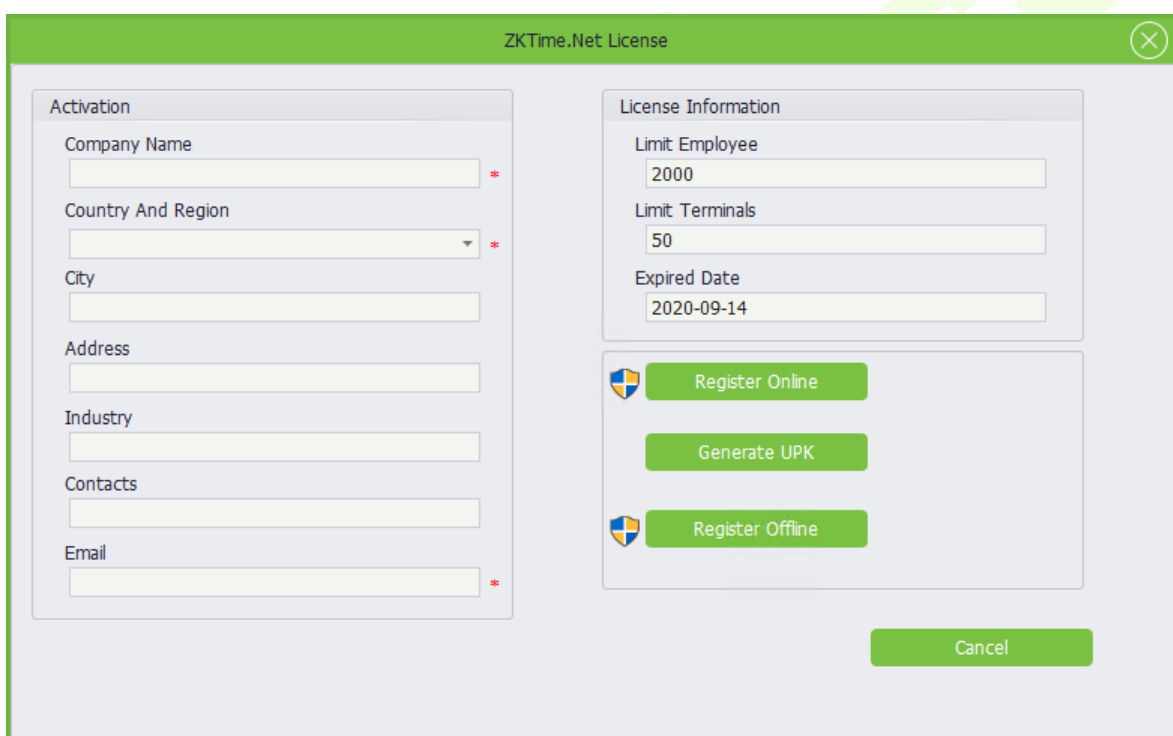 ZKTime.Net License
Activation
Company Name
*
Country And Region
*
City
Address
Industry
Contacts
Email
*
License Information
Limit Employee
2000
Limit Terminals
50
Expired Date
2020-09-14
Register Online
Generate UPK
Register Offline
Cancel